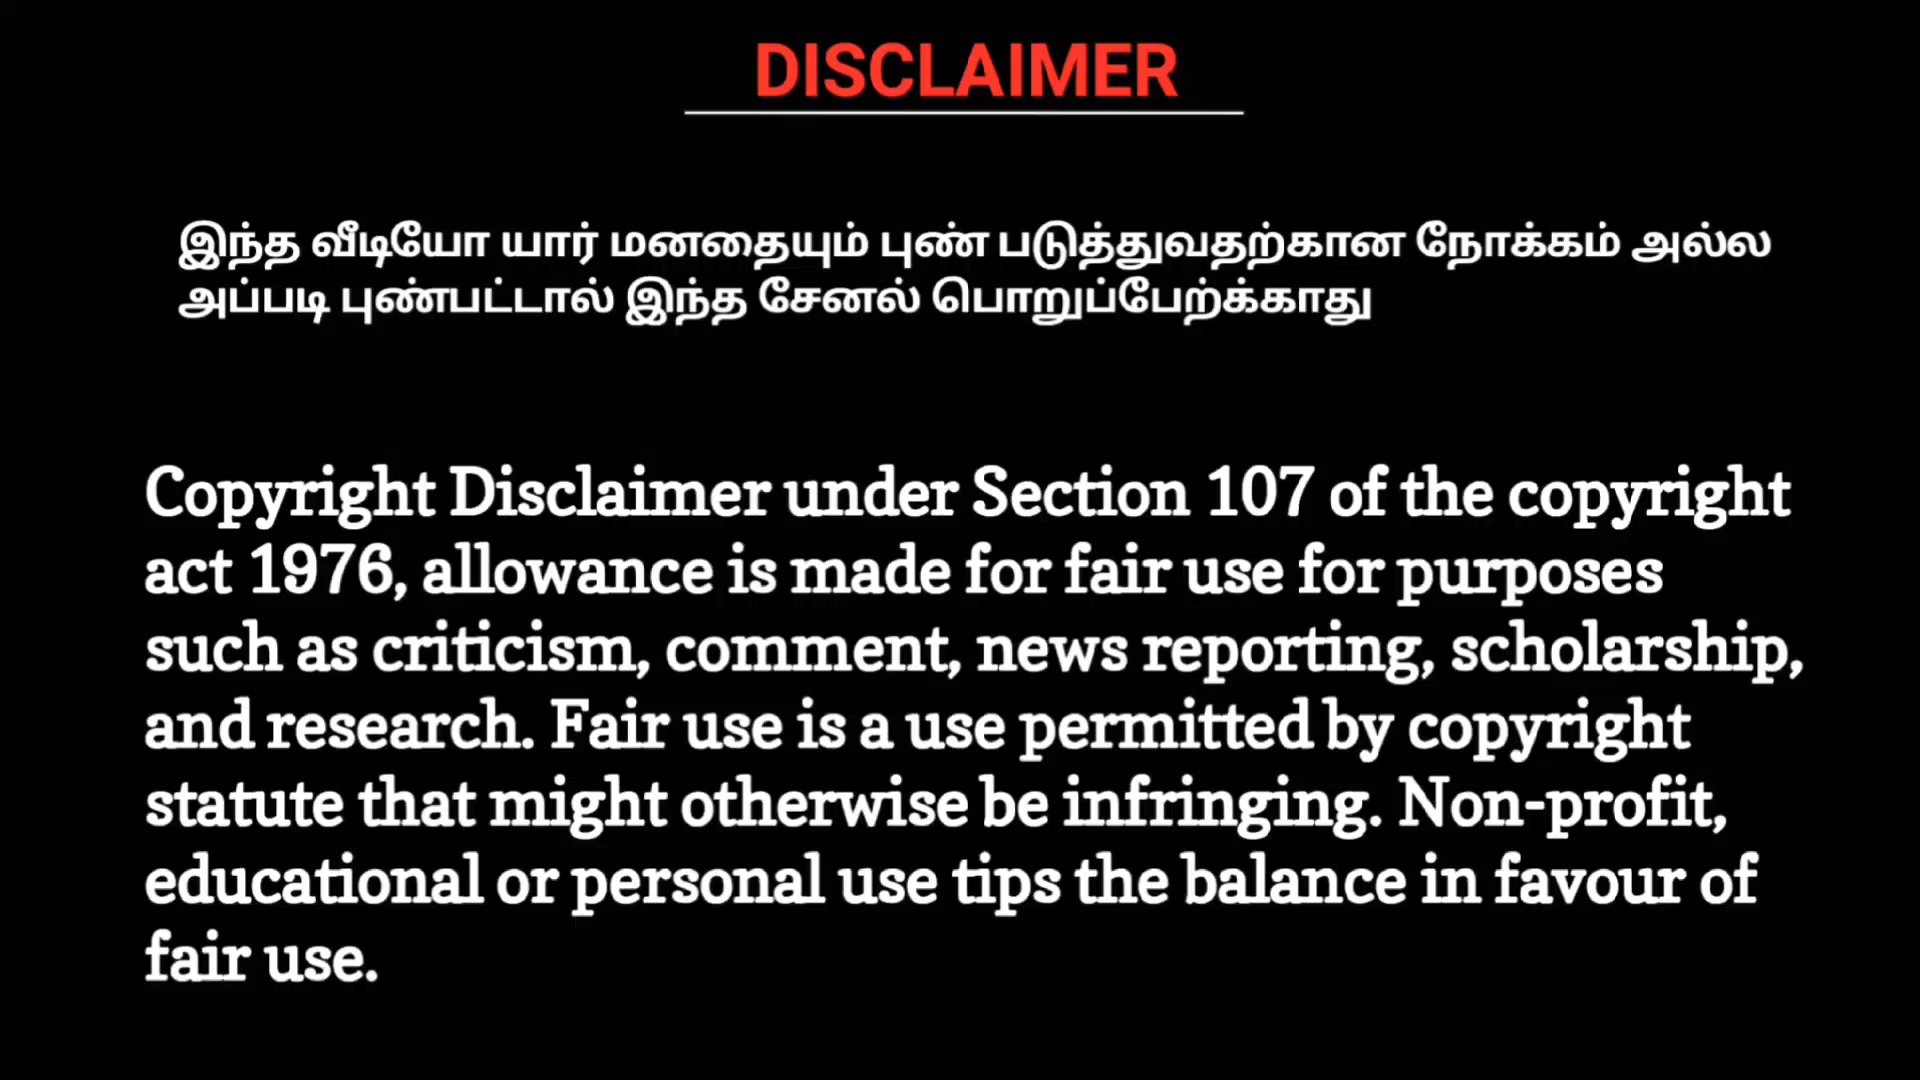 DISCLAIMER
இந்த வீடியோ யார் மனதையும் புண் படுத்துவதற்கான நோக்கம் அல்ல
அப்படி புண்பட்டால் இந்த சேனல் பொறுப்பேற்க்காது
Copyright Disclaimer under Section 107 of the copyright
act 1976, allowance is made for fair use for purposes
such as criticism, comment, news reporting, scholarship,
and research. Fair use is a use permitted by copyright
statute that might otherwise be infringing. Non-profit,
educational or personal use tips the balance in favour of
fair use.